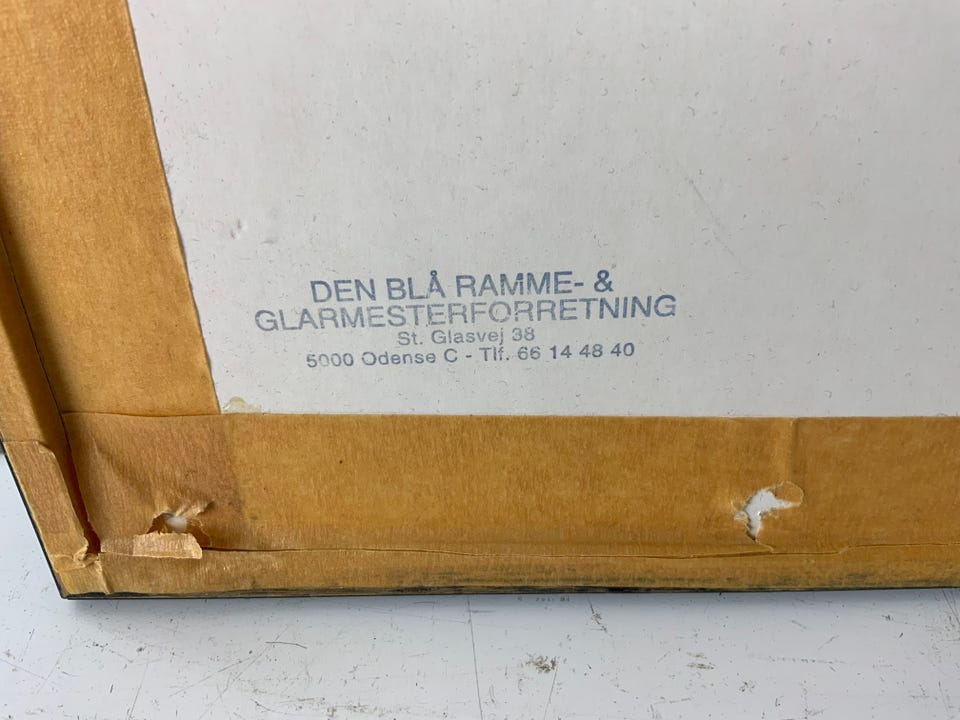 DEN BLÅ RAMME- &
GLARMESTERFORRETNING
St. Glasvej 38
5000 Odense C - Tlf. 66 14 48 40